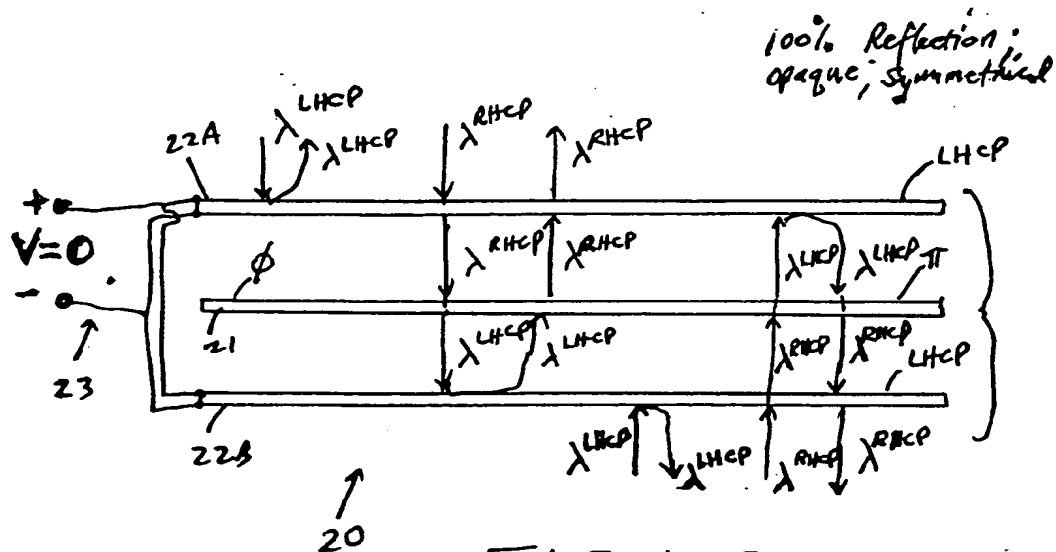 100% Reflection;
opaque; symmetrical
22A
λLHCP
λLHCP
λRHCP
λRHCP
LHCP
+
V=0
-
ϕ
λRHCP
λRHCP
λLHCP
λLHCP
π
21
λLHCP
λLHCP
λRHCP
λRHCP
LHCP
23
22B
λLHCP
λLHCP
λRHCP
λRHCP
20